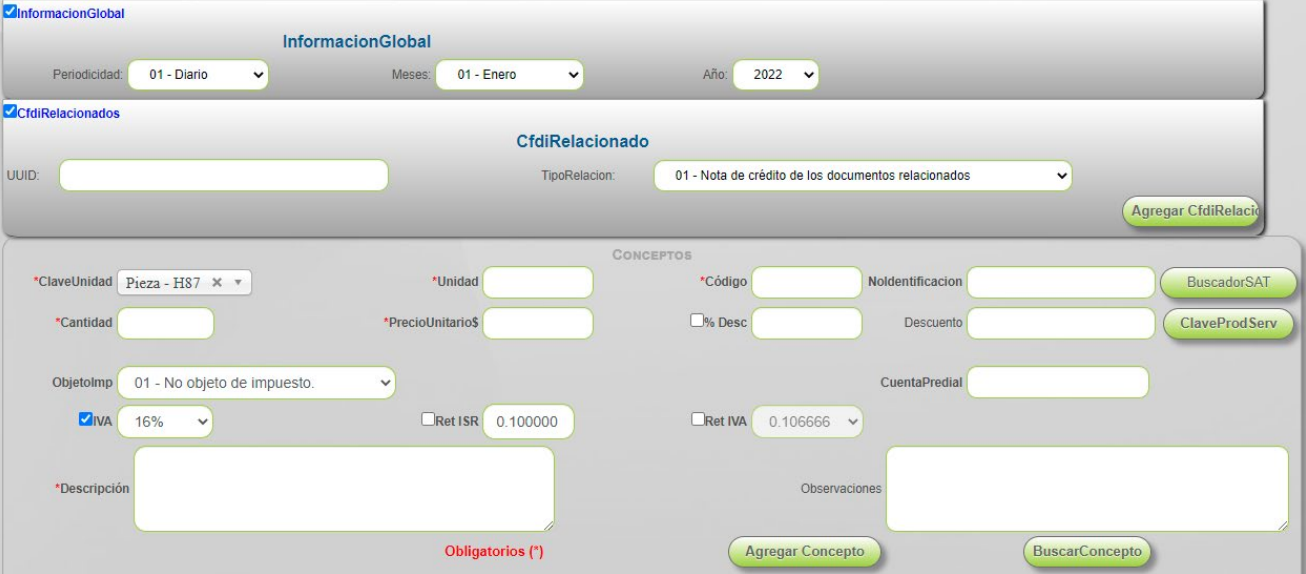 InformacionGlobal
InformacionGlobal
Periodicidad: 01 - Diario Meses: 01 - Enero Año: 2022
CfdiRelacionados
CfdiRelacionado
UUID: TipoRelacion: 01 - Nota de crédito de los documentos relacionados
Agregar CfdiRelacio
Conceptos
*ClaveUnidad Pieza - H87 × *Unidad *Código NoIdentificacion BuscadorSAT
*Cantidad *PrecioUnitario$ % Desc Descuento ClaveProdServ
ObjetoImp 01 - No objeto de impuesto. CuentaPredial
IVA 16% Ret ISR 0.100000 Ret IVA 0.106666
*Descripción Observaciones
Obligatorios (*) Agregar Concepto BuscarConcepto